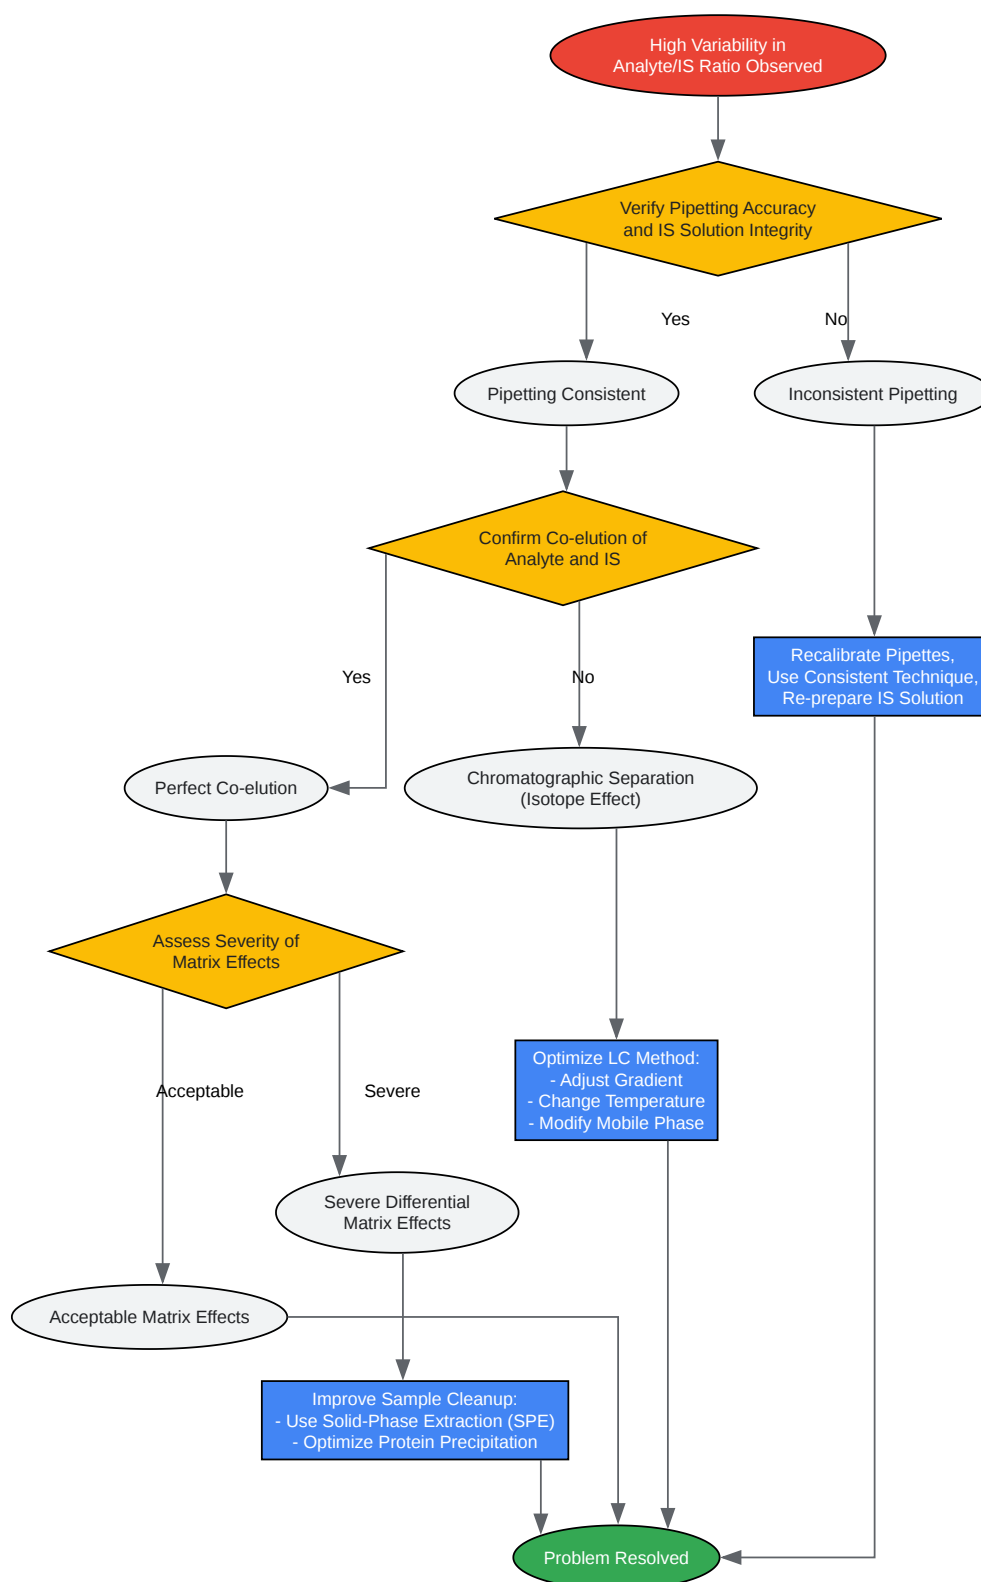 High Variability in
Analyte/IS Ratio Observed
Verify Pipetting Accuracy
and IS Solution Integrity
Yes
No
Pipetting Consistent
Inconsistent Pipetting
Confirm Co-elution of
Analyte and IS
Recalibrate Pipettes,
Use Consistent Technique,
Re-prepare IS Solution
Yes
No
Perfect Co-elution
Chromatographic Separation
(Isotope Effect)
Assess Severity of
Matrix Effects
Optimize LC Method:
- Adjust Gradient
- Change Temperature
- Modify Mobile Phase
Acceptable
Severe
Severe Differential
Matrix Effects
Acceptable Matrix Effects
Improve Sample Cleanup:
- Use Solid-Phase Extraction (SPE)
- Optimize Protein Precipitation
Problem Resolved